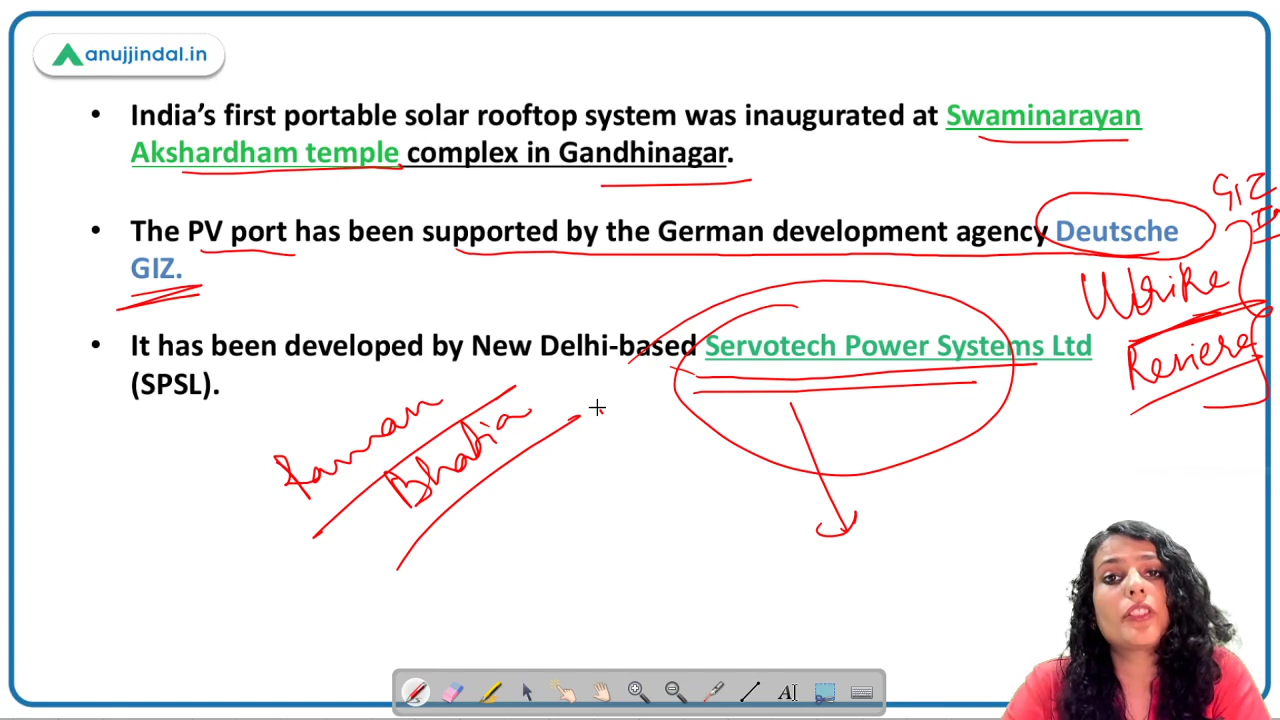 anujjindal.in
• India's first portable solar rooftop system was inaugurated at Swaminarayan
Akshardham temple complex in Gandhinagar.
• The PV port has been supported by the German development agency Deutsche
GIZ.
• It has been developed by New Delhi-based Servotech Power Systems Ltd
(SPSL).
GIZ
Raman
Bhatia
AI